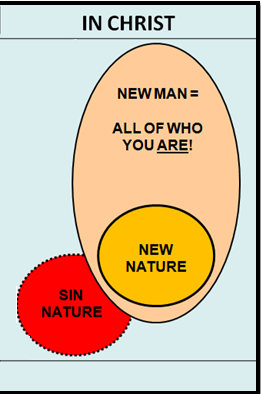 IN CHRIST
NEW MAN =
ALL OF WHO
YOU ARE!
NEW
NATURE
SIN
NATURE